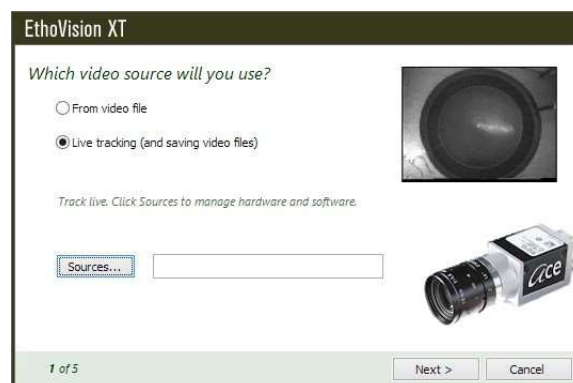 EthoVision XT
Which video source will you use?
From video file
Live tracking (and saving video files)
Track live. Click Sources to manage hardware and software.
Sources...
ace
1 of 5
Next >
Cancel